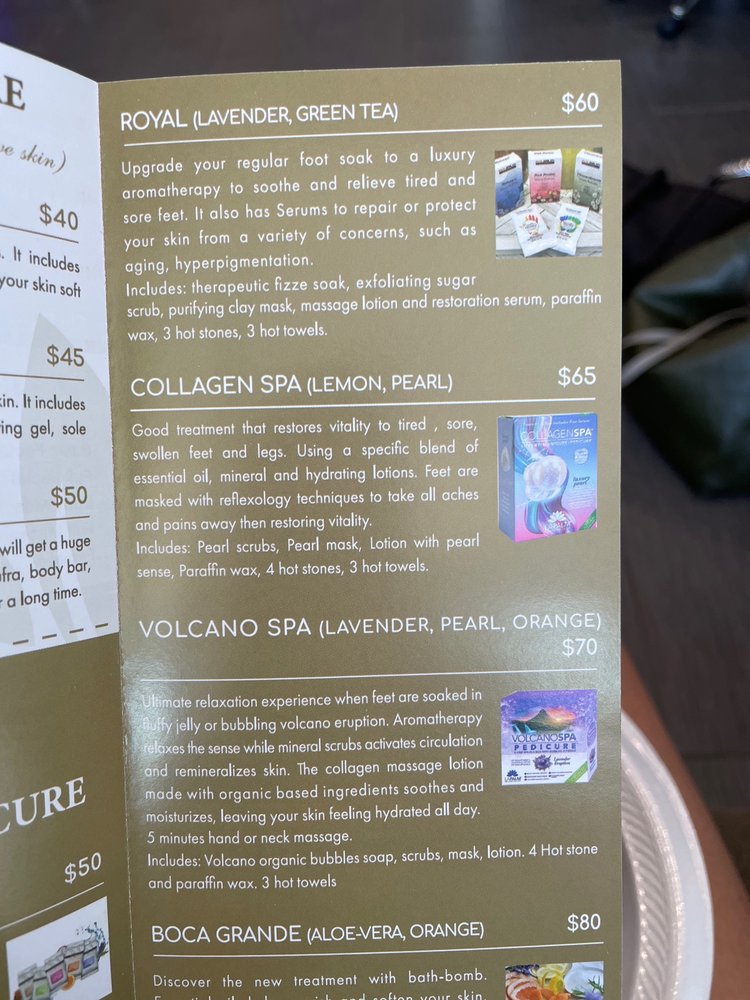 RE
ve skin)
$40
. It includes
your skin soft
$45
kin. It includes
ing gel, sole
$50
will get a huge
body bar,
r a long time.
CURE
$50
ROYAL (LAVENDER, GREEN TEA) $60
Upgrade your regular foot soak to a luxury
aromatherapy to soothe and relieve tired and
sore feet. It also has Serums to repair or protect
your skin from a variety of concerns, such as
aging, hyperpigmentation.
Includes: therapeutic fizze soak, exfoliating sugar
scrub, purifying clay mask, massage lotion and restoration serum, paraffin
wax, 3 hot stones, 3 hot towels.
COLLAGEN SPA (LEMON, PEARL) $65
Good treatment that restores vitality to tired , sore,
swollen feet and legs. Using a specific blend of
essential oil, mineral and hydrating lotions. Feet are
masked with reflexology techniques to take all aches
and pains away then restoring vitality.
Includes: Pearl scrubs, Pearl mask, Lotion with pearl
sense, Paraffin wax, 4 hot stones, 3 hot towels.
COLLAGENSPA
luxury
pearl
LAPALM
VOLCANO SPA (LAVENDER, PEARL, ORANGE)
$70
Ultimate relaxation experience when feet are soaked in
fluffy jelly or bubbling volcano eruption. Aromatherapy
relaxes the sense while mineral scrubs activates circulation
and remineralizes skin. The collagen massage lotion
made with organic based ingredients soothes and
moisturizes, leaving your skin feeling hydrated all day.
5 minutes hand or neck massage.
Includes: Volcano organic bubbles soap, scrubs, mask, lotion. 4 Hot stone
and paraffin wax. 3 hot towels
VOLCANOSPA
PEDICURE
Lavender
Eruption
BOCA GRANDE (ALOE-VERA, ORANGE) $80
Discover the new treatment with bath-bomb.
and soften your skin.